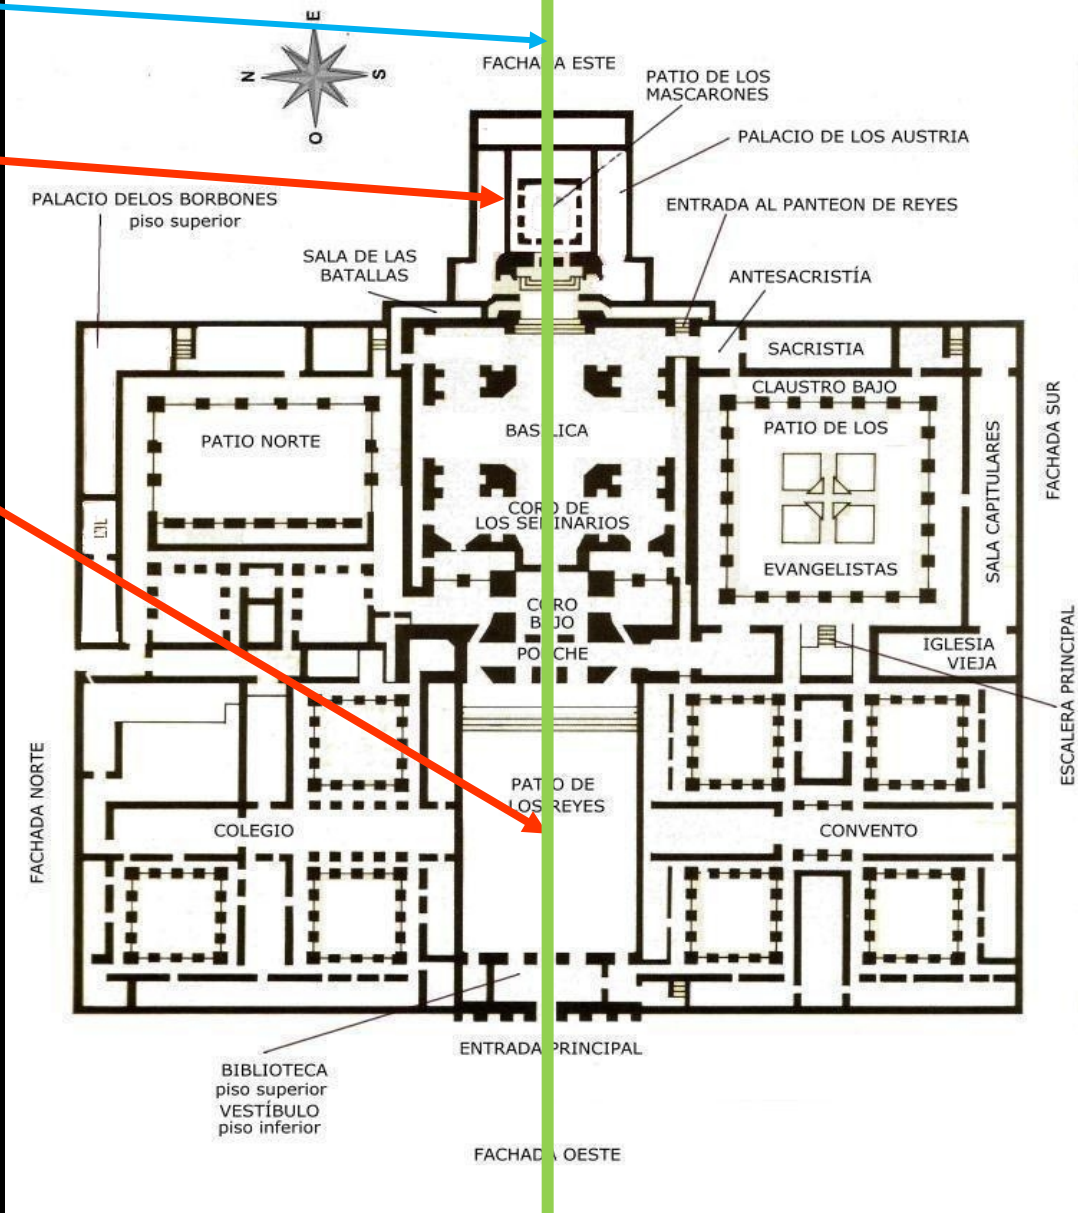 E
N
S
O
FACHADA ESTE
PATIO DE LOS
MASCARONES
PALACIO DE LOS AUSTRIA
PALACIO DELOS BORBONES
piso superior
ENTRADA AL PANTEON DE REYES
SALA DE LAS
BATALLAS
ANTESACRISTÍA
SACRISTIA
CLAUSTRO BAJO
PATIO NORTE
BASILICA
PATIO DE LOS
EVANGELISTAS
FACHADA SUR
SALA CAPITULARES
CORO DE
LOS SEMINARIOS
CORO
BAJO
PORCHE
IGLESIA
VIEJA
ESCALERA PRINCIPAL
FACHADA NORTE
PATIO DE
LOS REYES
COLEGIO
CONVENTO
ENTRADA PRINCIPAL
BIBLIOTECA
piso superior
VESTÍBULO
piso inferior
FACHADA OESTE